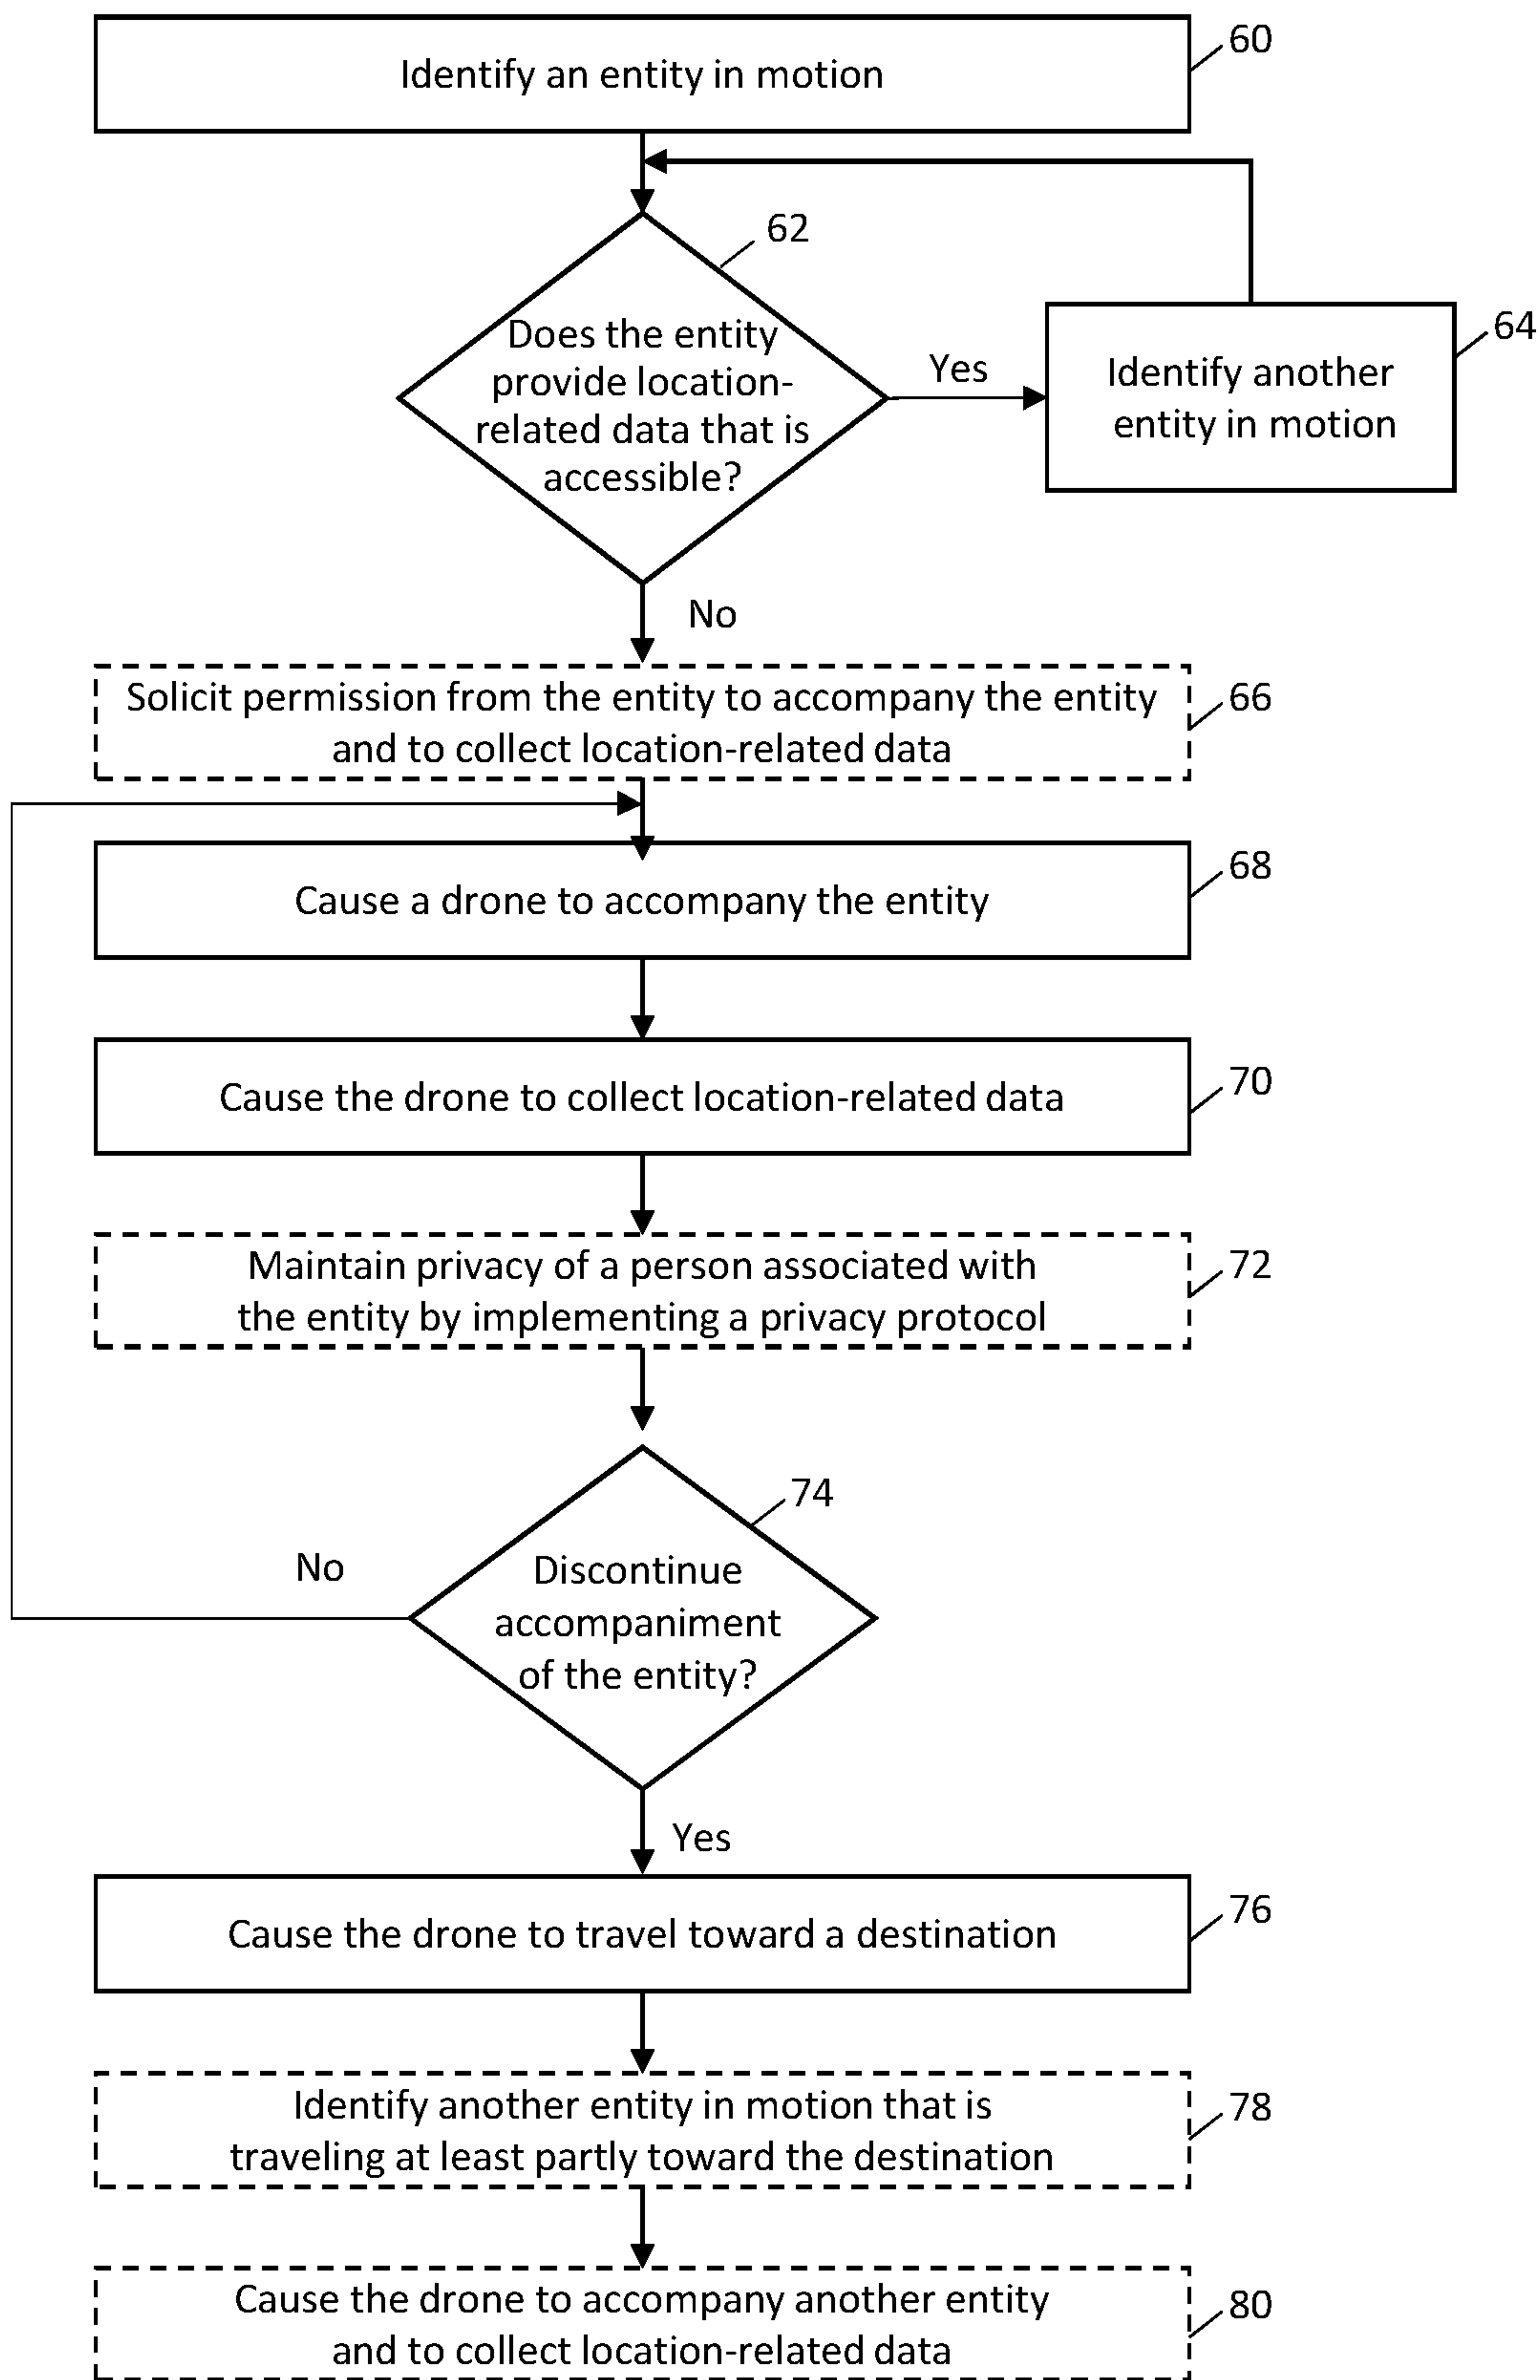 Identify an entity in motion
60
62
Does the entity
provide location-
related data that is
accessible?
Yes
Identify another
entity in motion
64
No
Solicit permission from the entity to accompany the entity
and to collect location-related data
66
Cause a drone to accompany the entity
68
Cause the drone to collect location-related data
70
Maintain privacy of a person associated with
the entity by implementing a privacy protocol
72
74
No
Discontinue
accompaniment
of the entity?
Yes
Cause the drone to travel toward a destination
76
Identify another entity in motion that is
traveling at least partly toward the destination
78
Cause the drone to accompany another entity
and to collect location-related data
80